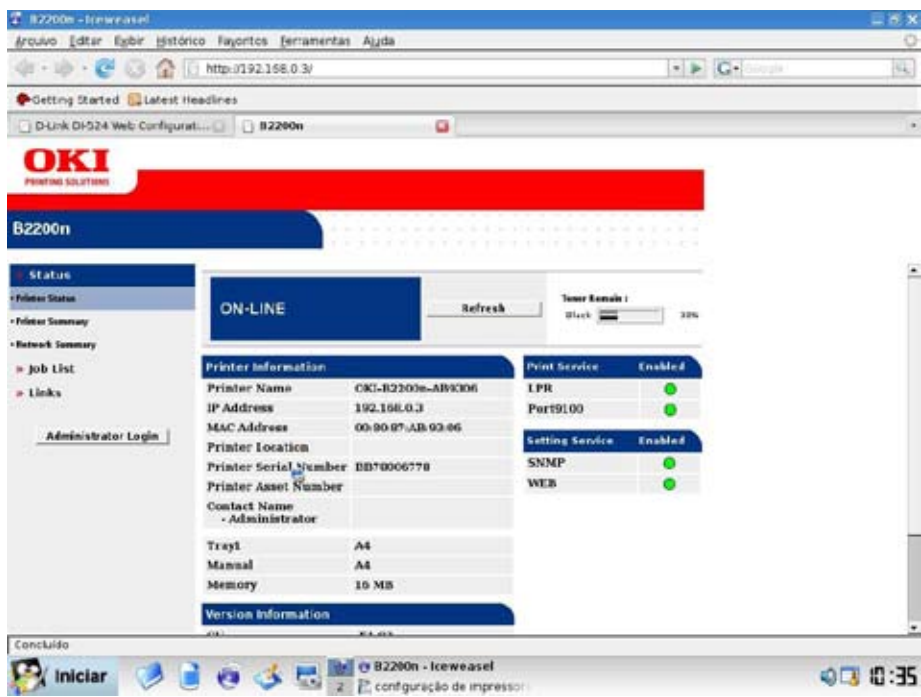 B2200n - Iceweasel
Arquivo Editar Exibir Histórico Favoritos Ferramentas Ajuda
http://192.168.0.3/
Google
Getting Started Latest Headlines
D-Link DI-524 Web Configurati... B2200n
OKI
PRINTING SOLUTIONS
B2200n
Status
Printer Status
Printer Summary
Network Summary
Job List
Links
Administrator Login
ON-LINE
Refresh
Toner Remain :
Black 30%
Printer Information
Printer Name
IP Address 192.168.0.3
MAC Address 00:80:87:AB:93:06
Printer Location
Printer Serial Number
Printer Asset Number
Contact Name
- Administrator
Tray1 A4
Manual A4
Memory 16 MB
Version Information
Print Service Enabled
LPR
Port9100
Setting Service Enabled
SNMP
WEB
Concluído
Iniciar
2
B2200n - Iceweasel
configuração de impressor
10:35